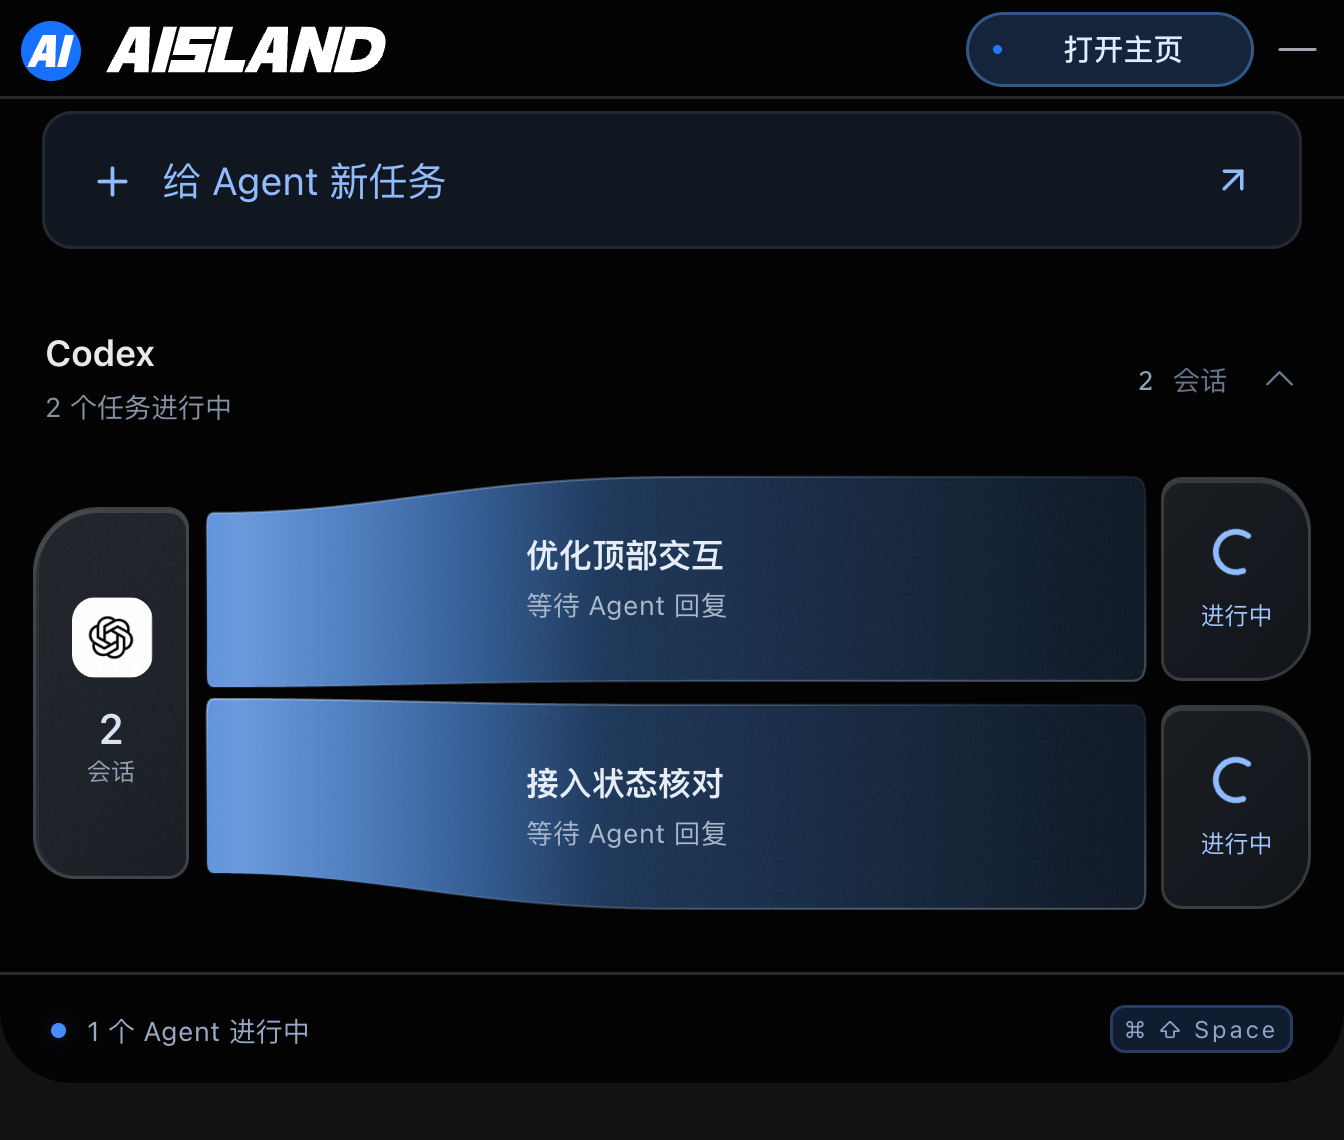 AI AISLAND
打开主页
给 Agent 新任务
Codex
2 个任务进行中
2 会话
2
会话
优化顶部交互
等待 Agent 回复
进行中
接入状态核对
等待 Agent 回复
进行中
1 个 Agent 进行中
⌘ ⇧ Space